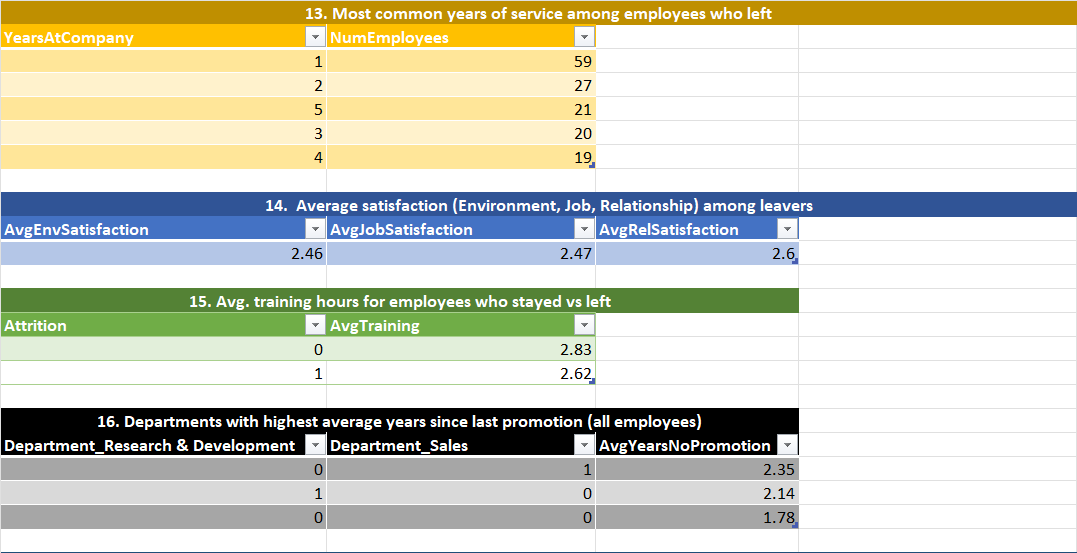 13. Most common years of service among employees who left
YearsAtCompany NumEmployees
1 59
2 27
5 21
3 20
4 19
14.  Average satisfaction (Environment, Job, Relationship) among leavers
AvgEnvSatisfaction AvgJobSatisfaction AvgRelSatisfaction
2.46 2.47 2.6
15. Avg. training hours for employees who stayed vs left
Attrition AvgTraining
0 2.83
1 2.62
16. Departments with highest average years since last promotion (all employees)
Department_Research & Development Department_Sales AvgYearsNoPromotion
0 1 2.35
1 0 2.14
0 0 1.78